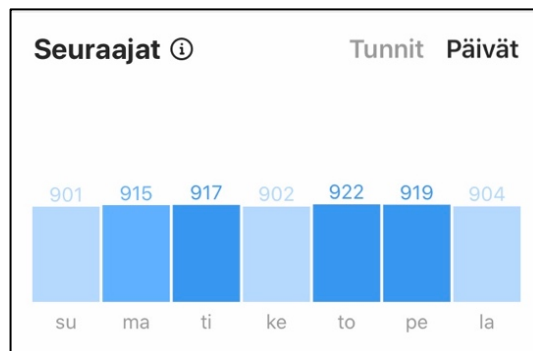 Seuraajat Tunnit Päivät
901 915 917 902 922 919 904
su ma ti ke to pe la